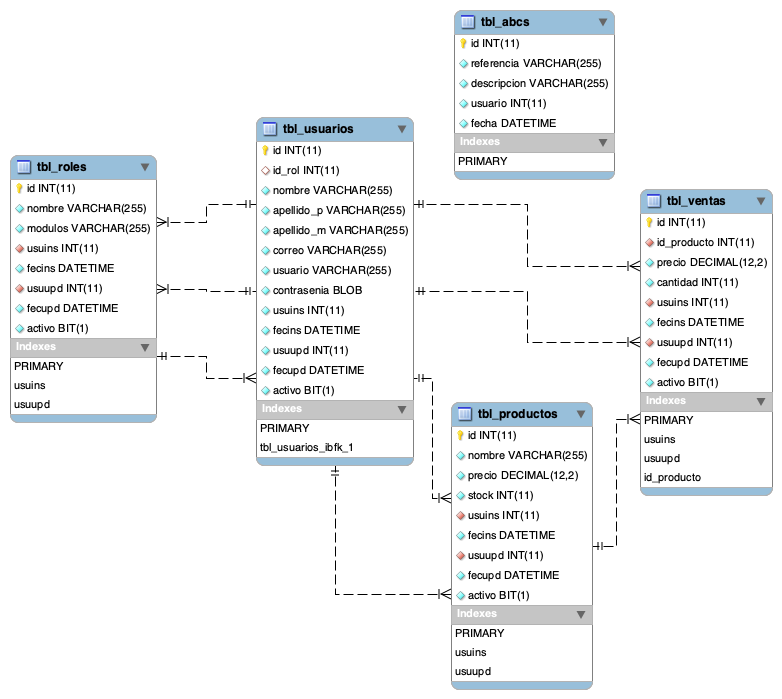 tbl_abcs
id INT(11)
referencia VARCHAR(255)
descripcion VARCHAR(255)
usuario INT(11)
fecha DATETIME
Indexes
PRIMARY
tbl_usuarios
id INT(11)
id_rol INT(11)
nombre VARCHAR(255)
apellido_p VARCHAR(255)
apellido_m VARCHAR(255)
correo VARCHAR(255)
usuario VARCHAR(255)
contrasenia BLOB
usuins INT(11)
fecins DATETIME
usuupd INT(11)
fecupd DATETIME
activo BIT(1)
Indexes
PRIMARY
tbl_usuarios_ibfk_1
tbl_roles
id INT(11)
nombre VARCHAR(255)
modulos VARCHAR(255)
usuins INT(11)
fecins DATETIME
usuupd INT(11)
fecupd DATETIME
activo BIT(1)
Indexes
PRIMARY
usuins
usuupd
tbl_ventas
id INT(11)
id_producto INT(11)
precio DECIMAL(12,2)
cantidad INT(11)
usuins INT(11)
fecins DATETIME
usuupd INT(11)
fecupd DATETIME
activo BIT(1)
Indexes
PRIMARY
usuins
usuupd
id_producto
tbl_productos
id INT(11)
nombre VARCHAR(255)
precio DECIMAL(12,2)
stock INT(11)
usuins INT(11)
fecins DATETIME
usuupd INT(11)
fecupd DATETIME
activo BIT(1)
Indexes
PRIMARY
usuins
usuupd